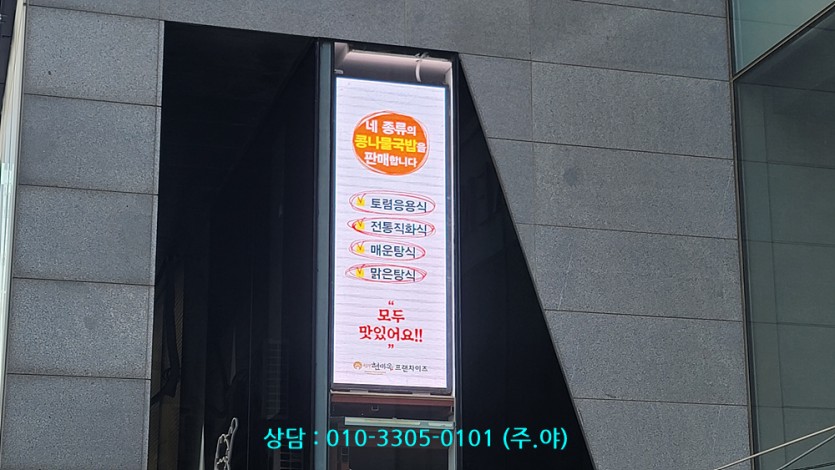 네 종류의
콩나물국밥을
판매합니다
토렴응용식
전통직화식
매운탕식
맑은탕식
"
모두
맛있어요!!
"
프랜차이즈
상담 : 010-3305-0101 (주.야)